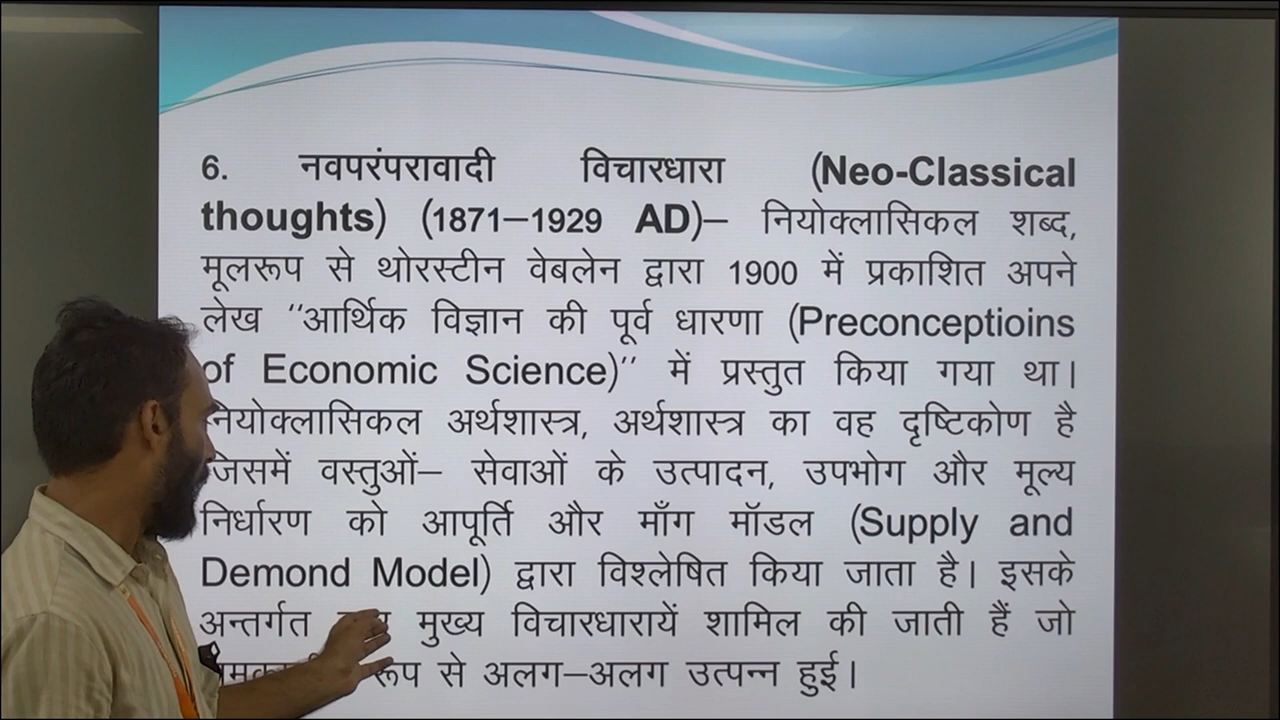 6. नवपरंपरावादी विचारधारा (Neo-Classical
thoughts) (1871–1929 AD)– नियोक्लासिकल शब्द,
मूलरूप से थोरस्टीन वेबलेन द्वारा 1900 में प्रकाशित अपने
लेख ‘‘आर्थिक विज्ञान की पूर्व धारणा (Preconceptioins
of Economic Science)’’ में प्रस्तुत किया गया था।
नियोक्लासिकल अर्थशास्त्र, अर्थशास्त्र का वह दृष्टिकोण है
जिसमें वस्तुओं– सेवाओं के उत्पादन, उपभोग और मूल्य
निर्धारण को आपूर्ति और माँग मॉडल (Supply and
Demond Model) द्वारा विश्लेषित किया जाता है। इसके
अन्तर्गत मुख्य विचारधारायें शामिल की जाती हैं जो
रूप से अलग–अलग उत्पन्न हुई।